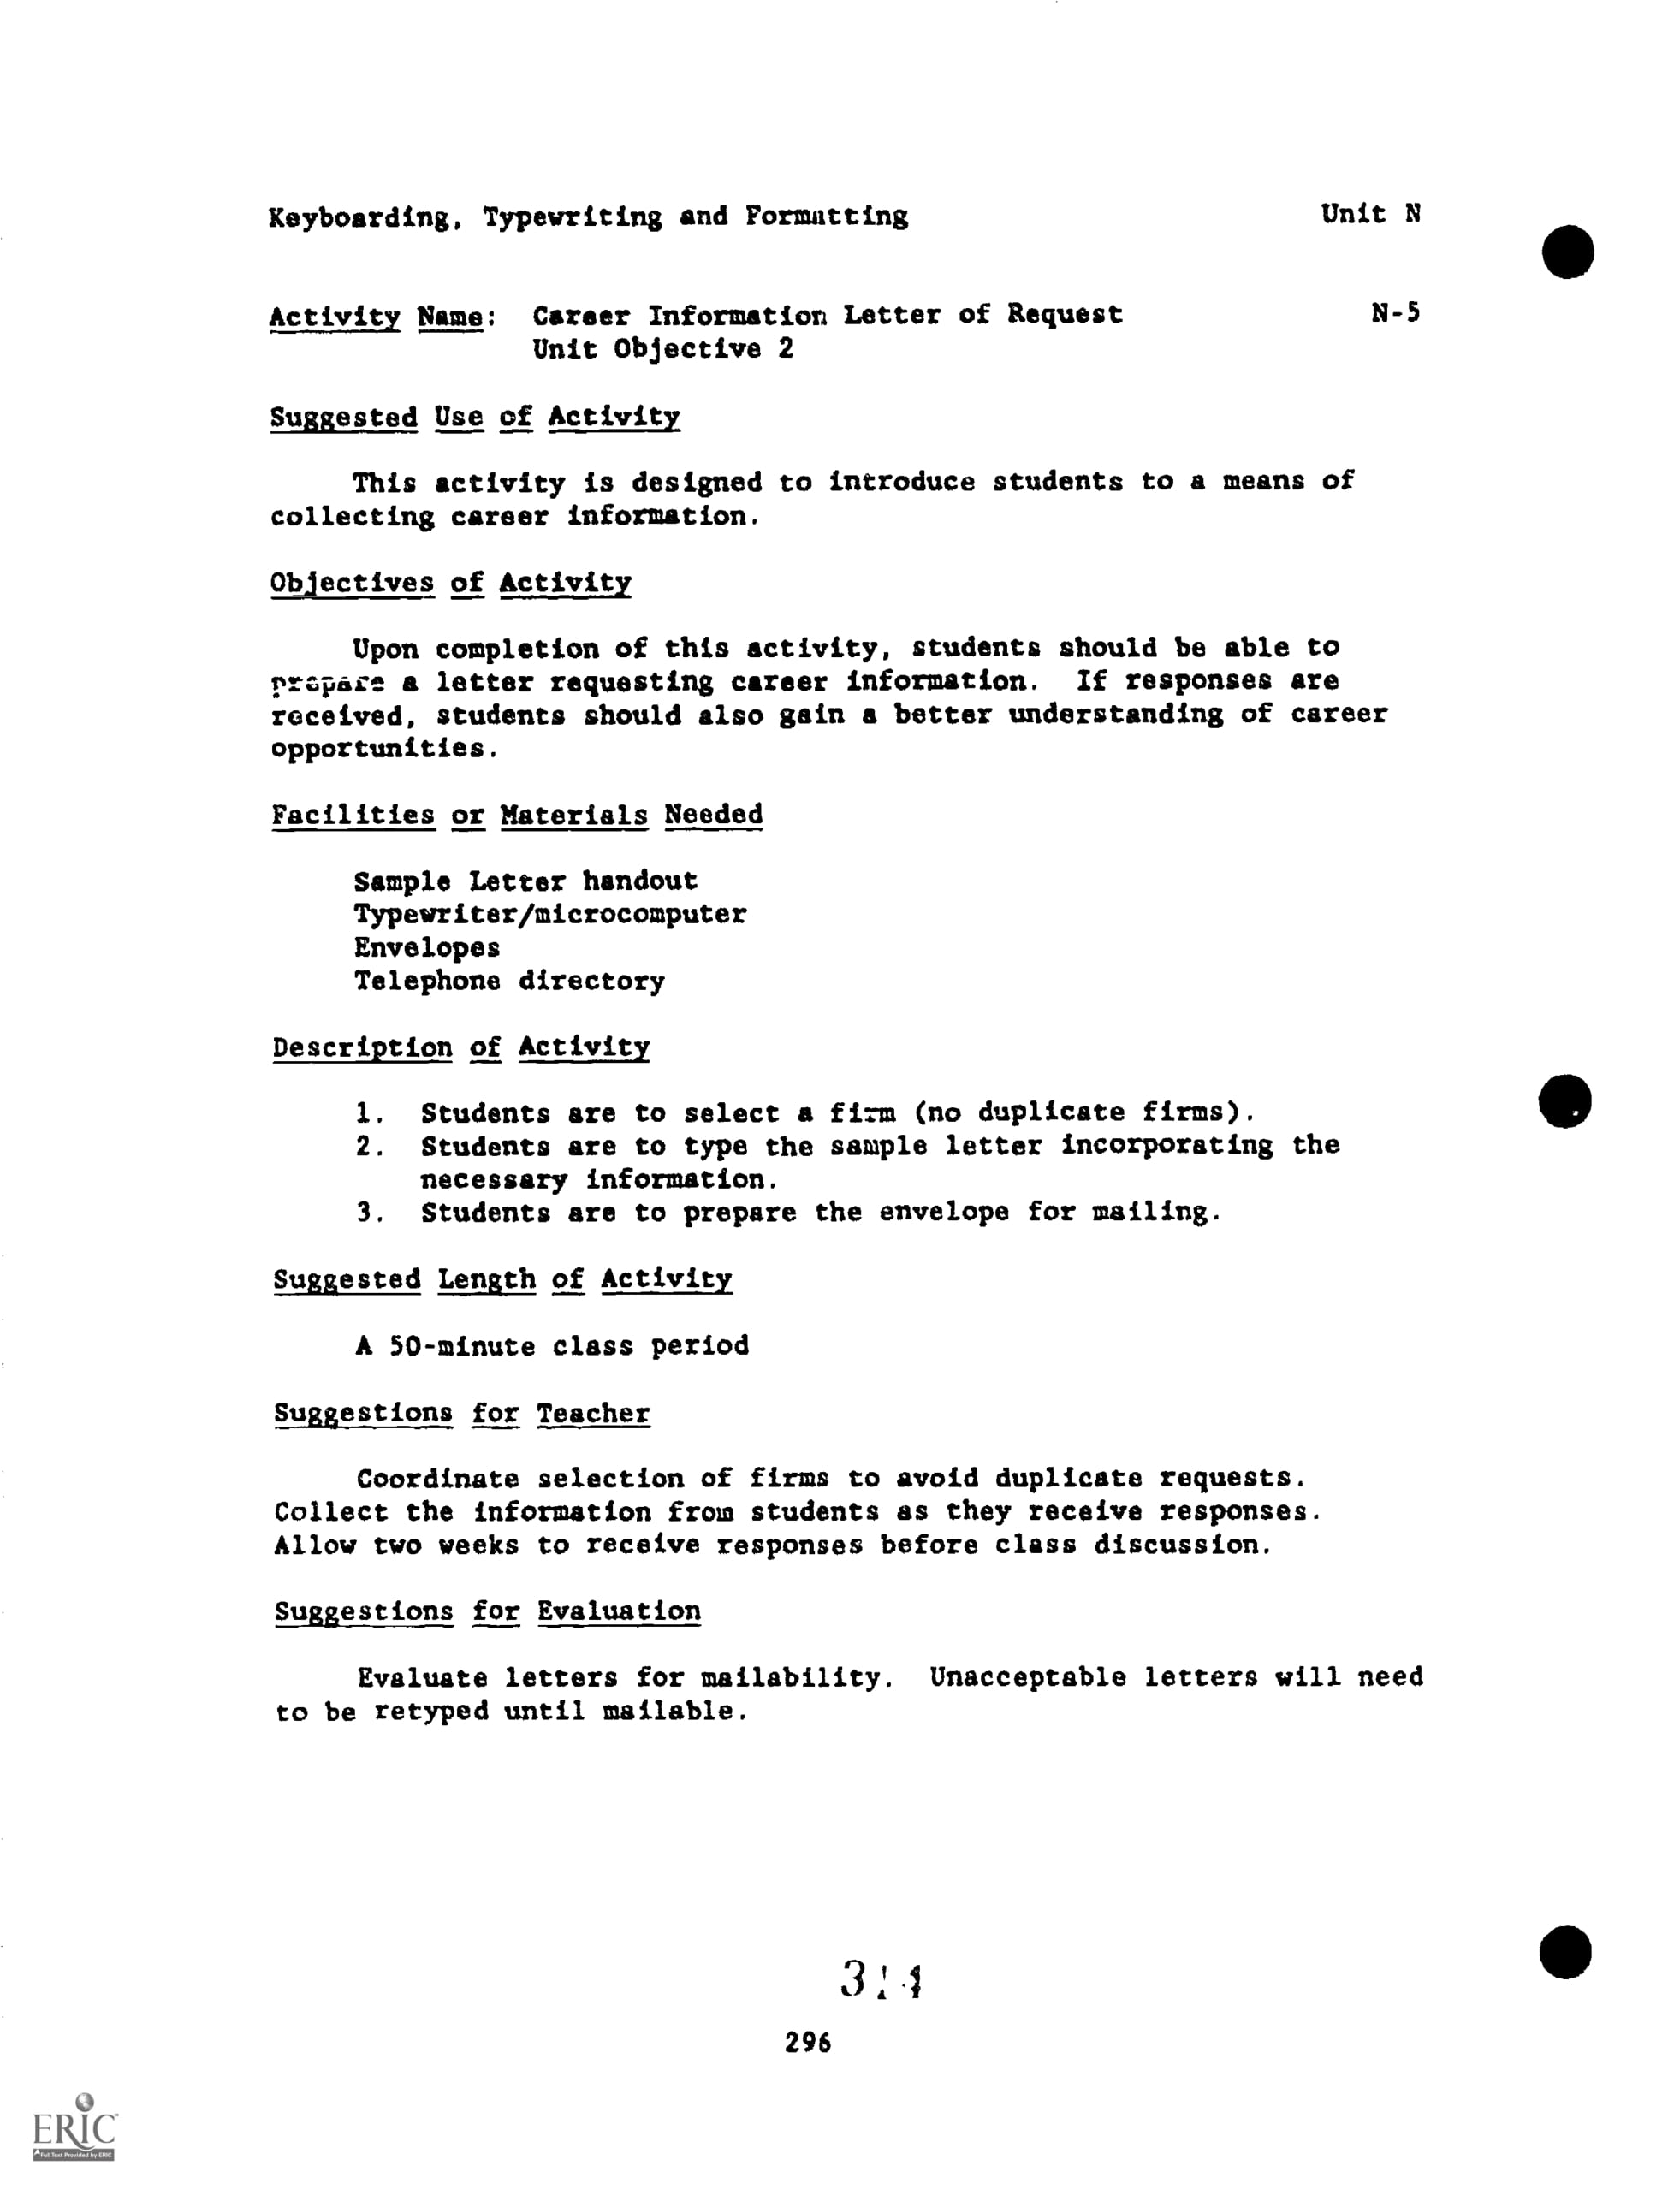 Keyboarding, Typewriting and Formatting Unit N
Activity Name: Career Information Letter of Request N-5
Unit Objective 2
Suggested Use of Activity
This activity is designed to introduce students to a means of
collecting career information.
Objectives of Activity
Upon completion of this activity, students should be able to
prepare a letter requesting career information. If responses are
received, students should also gain a better understanding of career
opportunities.
Facilities or Materials Needed
Sample Letter handout
Typewriter/microcomputer
Envelopes
Telephone directory
Description of Activity
1. Students are to select a firm (no duplicate firms).
2. Students are to type the sample letter incorporating the
necessary information.
3. Students are to prepare the envelope for mailing.
Suggested Length of Activity
A 50-minute class period
Suggestions for Teacher
Coordinate selection of firms to avoid duplicate requests.
Collect the information from students as they receive responses.
Allow two weeks to receive responses before class discussion.
Suggestions for Evaluation
Evaluate letters for mailability. Unacceptable letters will need
to be retyped until mailable.
314
296
ERIC
Full Text Provided by ERIC